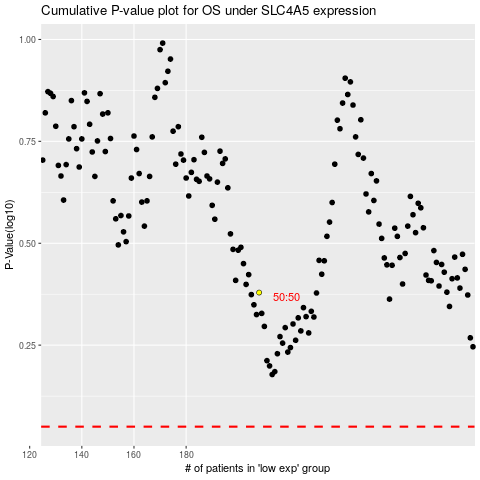 Cumulative P-value plot for OS under SLC4A5 expression
P-Value(log10)
1.00
0.75
0.50
0.25
50:50
120 140 160 180
# of patients in 'low exp' group